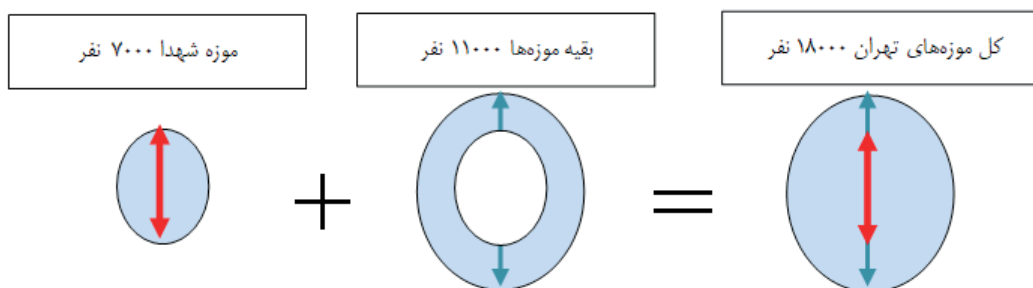 کل موزه‌های تهران ۱۸۰۰۰ نفر
بقیه موزه‌ها ۱۱۰۰۰ نفر
موزه شهدا ۷۰۰۰ نفر
+
=